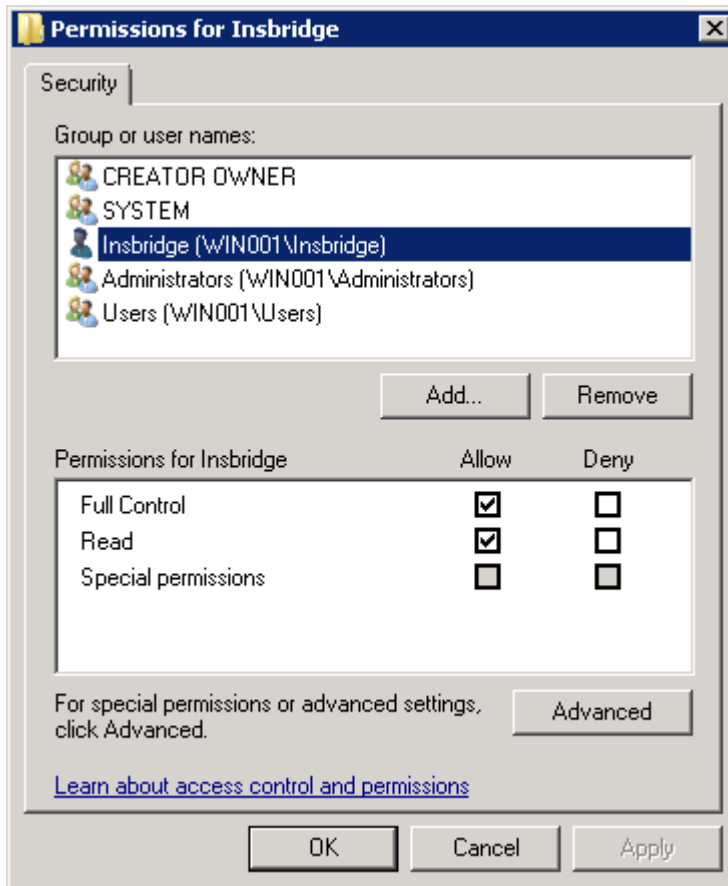 Permissions for Insbridge
Security
Group or user names:
CREATOR OWNER
SYSTEM
Insbridge (WIN001\Insbridge)
Administrators (WIN001\Administrators)
Users (WIN001\Users)
Add... Remove
Permissions for Insbridge Allow Deny
Full Control
Read
Special permissions
For special permissions or advanced settings,
click Advanced.
Advanced
Learn about access control and permissions
OK Cancel Apply